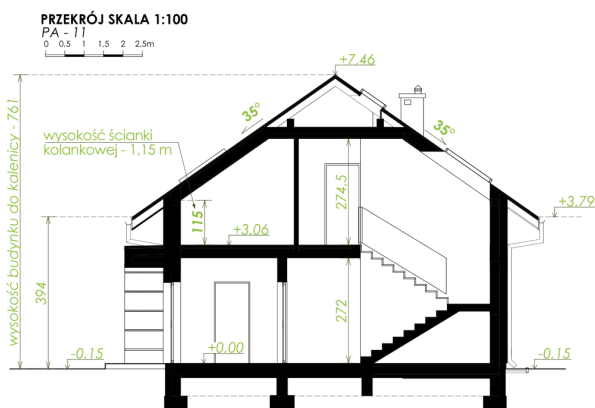 PRZEKRÓJ SKALA 1:100
PA - 11
0 0,5 1 1,5 2 2,5m
+7.46
35°
35°
wysokość ścianki
kolankowej - 1,15 m
wysokość budynku do kalenicy - 761
274,5
115
+3.79
+3.06
394
272
-0.15
+0.00
-0.15